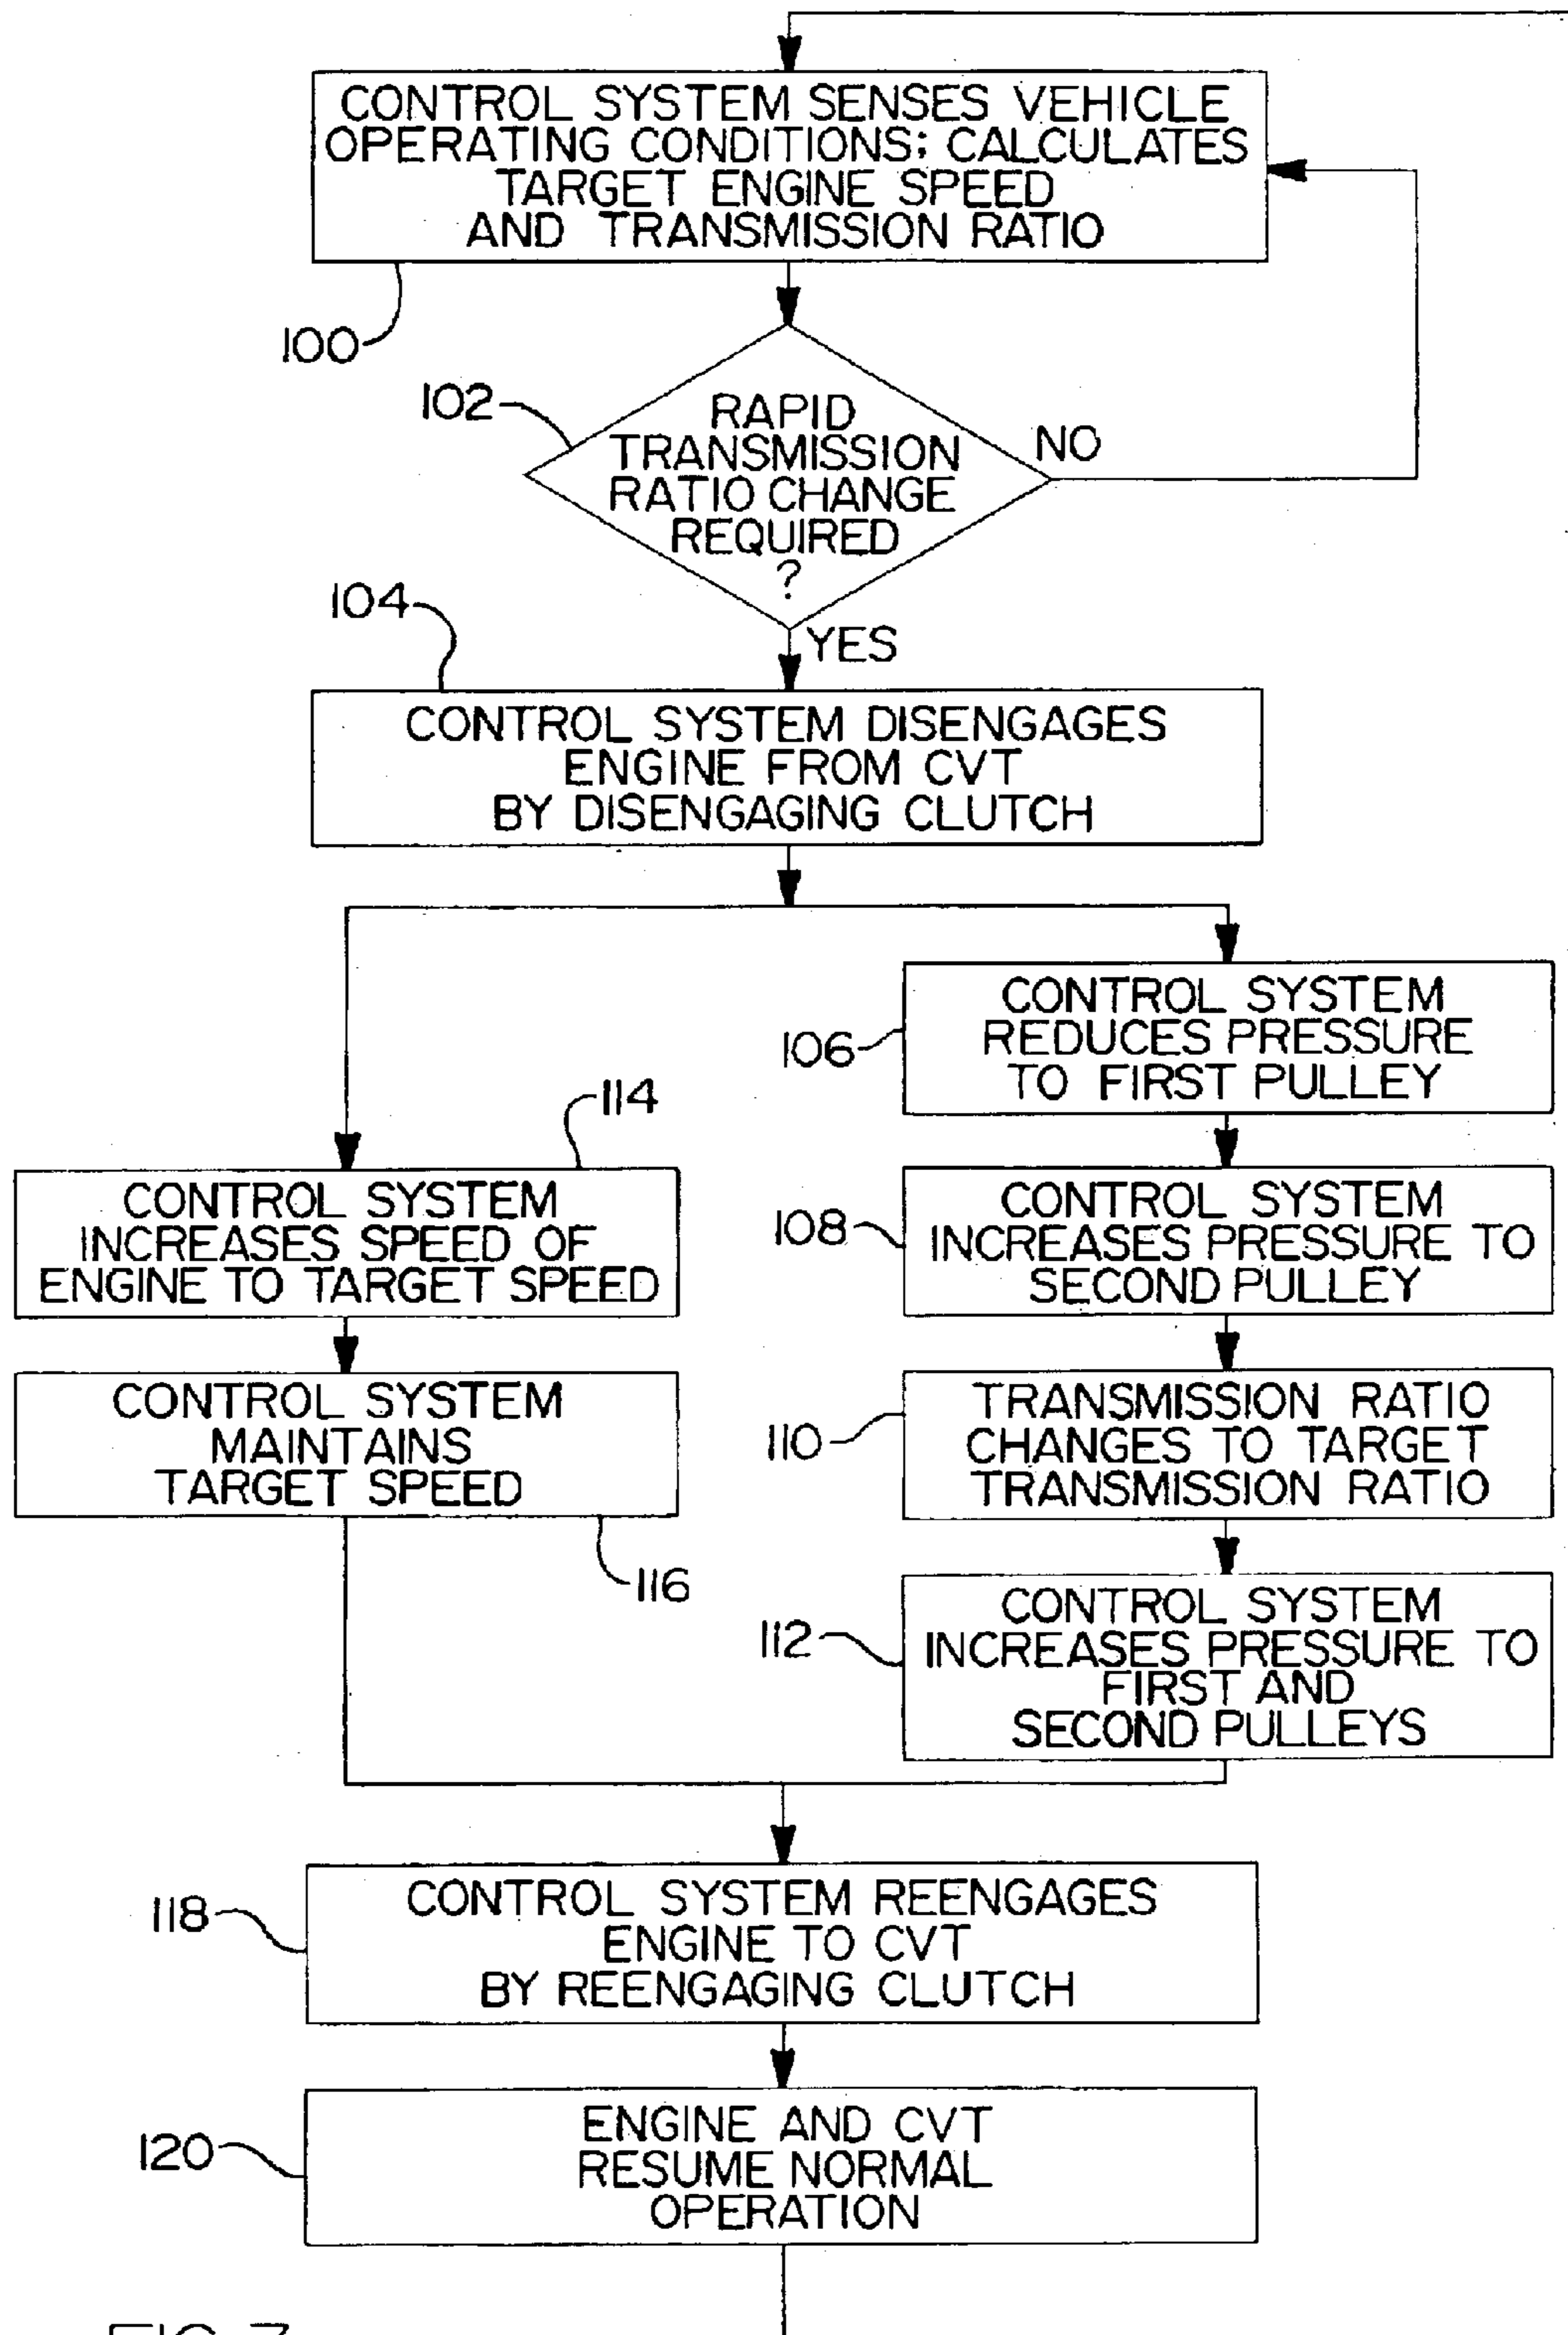 CONTROL SYSTEM SENSES VEHICLE
OPERATING CONDITIONS; CALCULATES
TARGET ENGINE SPEED
AND TRANSMISSION RATIO
100
102
RAPID
TRANSMISSION
RATIO CHANGE
REQUIRED
?
NO
YES
104
CONTROL SYSTEM DISENGAGES
ENGINE FROM CVT
BY DISENGAGING CLUTCH
106
CONTROL SYSTEM
REDUCES PRESSURE
TO FIRST PULLEY
114
CONTROL SYSTEM
INCREASES SPEED OF
ENGINE TO TARGET SPEED
108
CONTROL SYSTEM
INCREASES PRESSURE TO
SECOND PULLEY
CONTROL SYSTEM
MAINTAINS
TARGET SPEED
116
110
TRANSMISSION RATIO
CHANGES TO TARGET
TRANSMISSION RATIO
112
CONTROL SYSTEM
INCREASES PRESSURE TO
FIRST AND
SECOND PULLEYS
118
CONTROL SYSTEM REENGAGES
ENGINE TO CVT
BY REENGAGING CLUTCH
120
ENGINE AND CVT
RESUME NORMAL
OPERATION